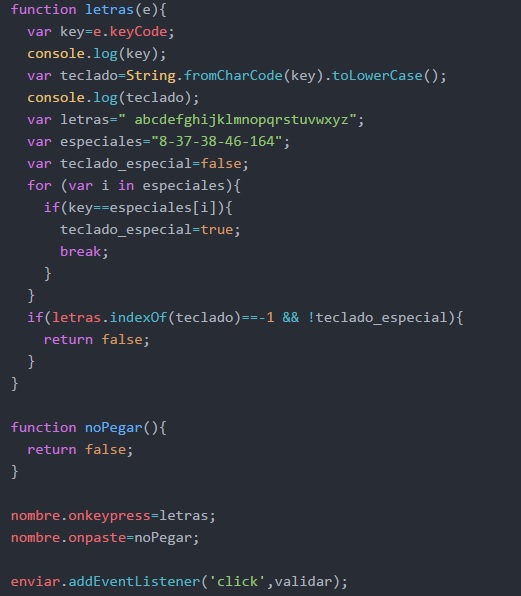 function letras(e){
  var key=e.keyCode;
  console.log(key);
  var teclado=String.fromCharCode(key).toLowerCase();
  console.log(teclado);
  var letras=" abcdefghijklmnopqrstuvwxyz";
  var especiales="8-37-38-46-164";
  var teclado_especial=false;
  for (var i in especiales){
    if(key==especiales[i]){
      teclado_especial=true;
      break;
    }
  }
  if(letras.indexOf(teclado)==-1 && !teclado_especial){
    return false;
  }
}

function noPegar(){
  return false;
}

nombre.onkeypress=letras;
nombre.onpaste=noPegar;

enviar.addEventListener('click',validar);